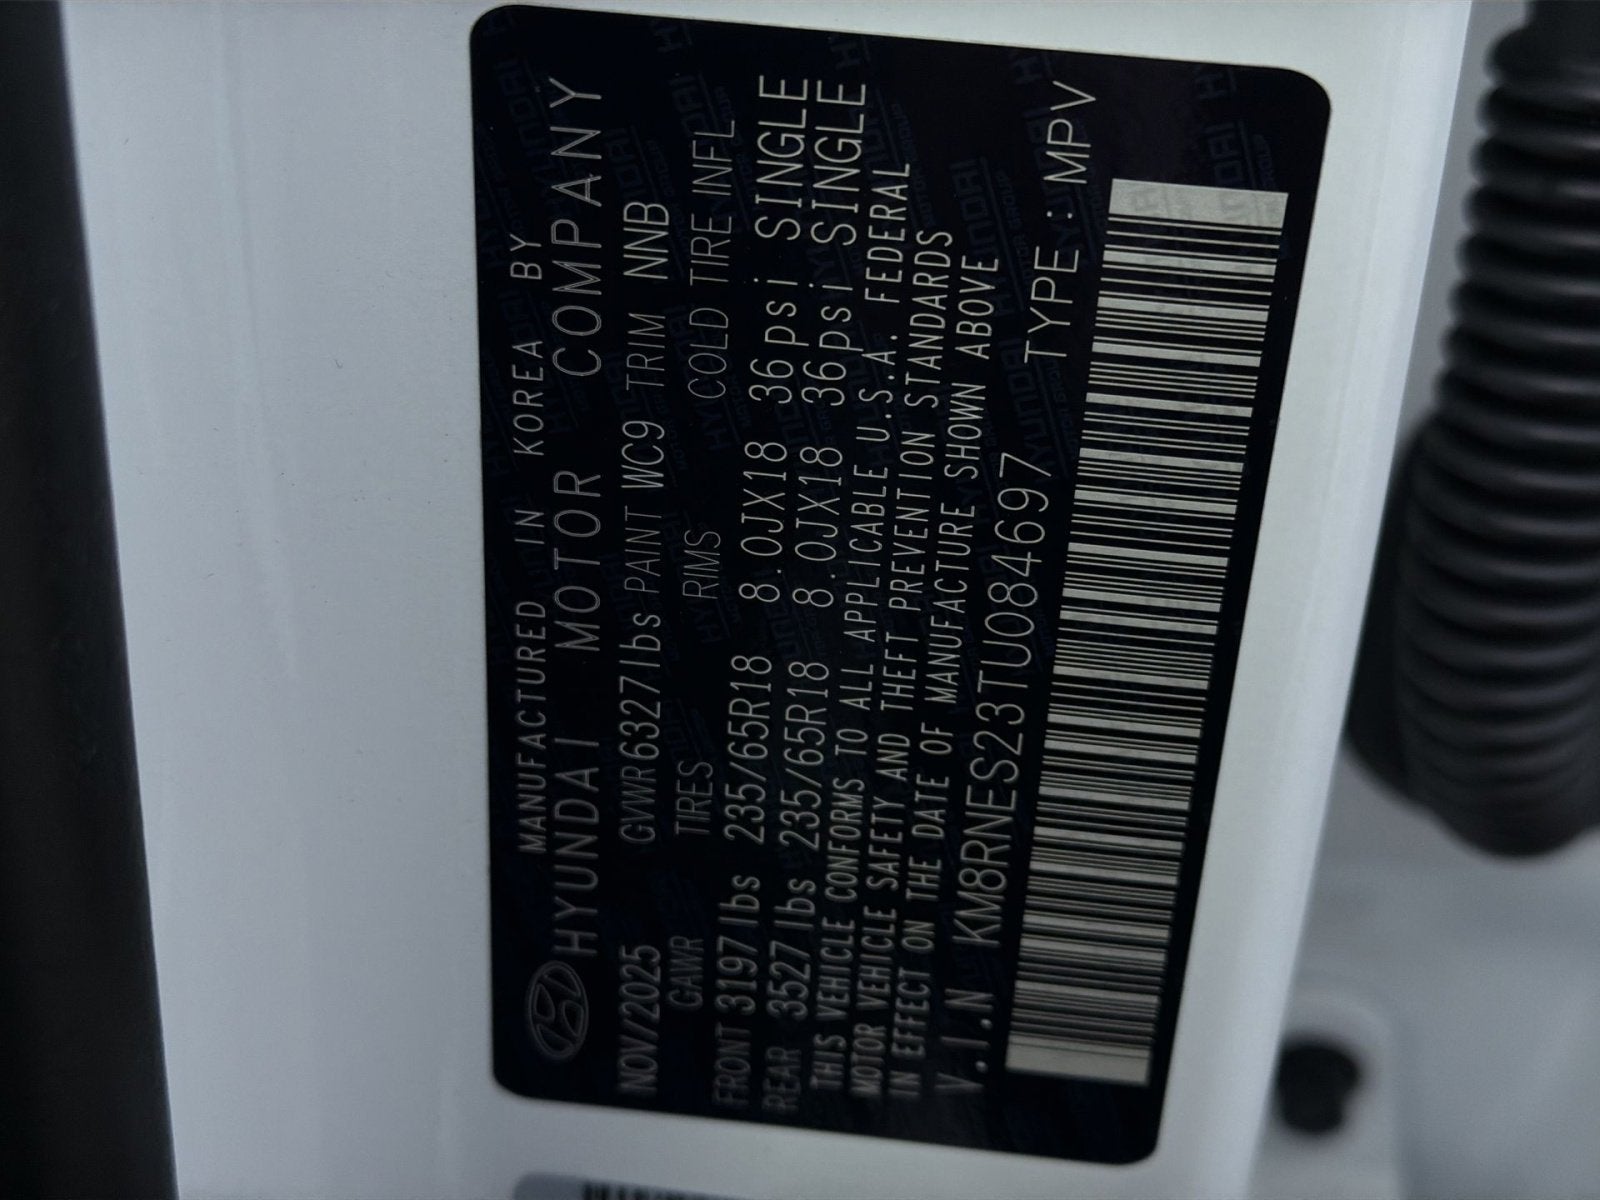 MANUFACTURED IN KOREA BY
HYUNDAI MOTOR COMPANY
NOV/2025 GVWR6327lbs PAINT WC9 TRIM NNB
GAWR TIRES RIMS COLD TIRE INFL
FRONT 3197lbs 235/65R18 8.0JX18 36psi SINGLE
REAR 3527lbs 235/65R18 8.0JX18 36psi SINGLE
THIS VEHICLE CONFORMS TO ALL APPLICABLE U.S.A. FEDERAL
MOTOR VEHICLE SAFETY AND THEFT PREVENTION STANDARDS
IN EFFECT ON THE DATE OF MANUFACTURE SHOWN ABOVE
V.I.N KM8RNES23TU084697 TYPE:MPV